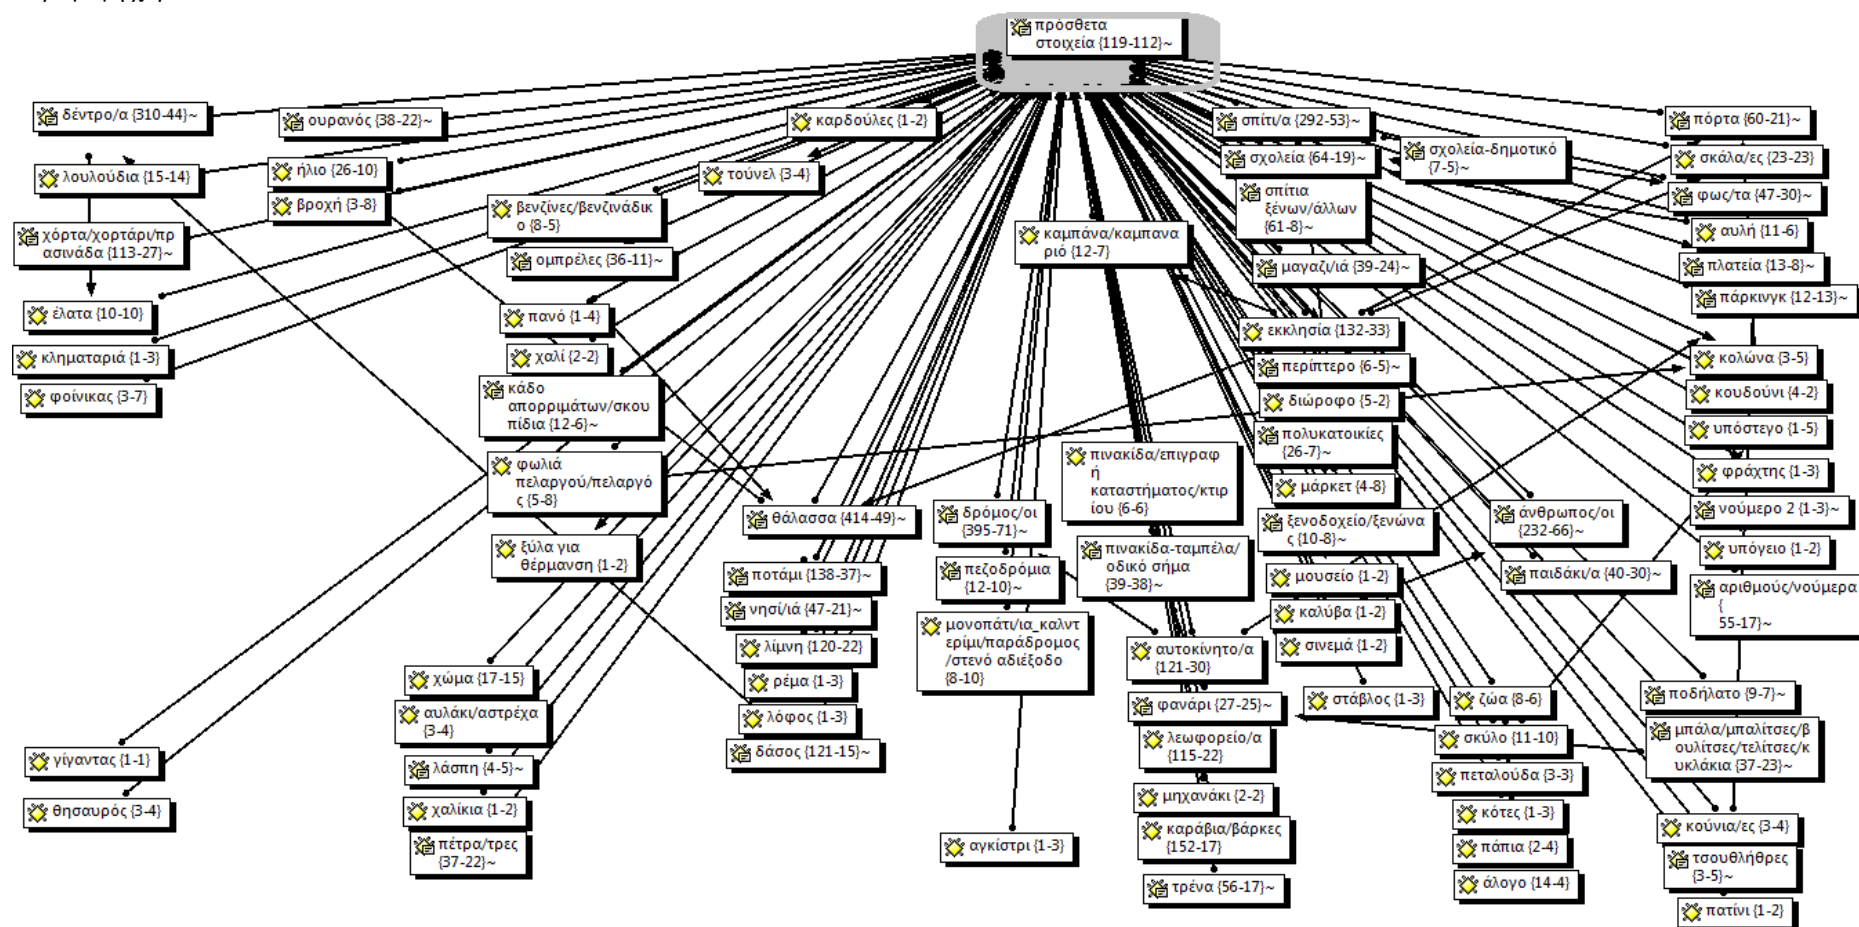 πρόσθετα
στοιχεία {119-112}~
δέντρο/α {310-44}~
ουρανός {38-22}~
καρδούλες {1-2}
σπίτι/α {292-53}~
πόρτα {60-21}~
λουλούδια {15-14}
ήλιο {26-10}
τούνελ {3-4}
σχολεία {64-19}~
σχολεία-δημοτικό
{7-5}~
σκάλα/ες {23-23}
βροχή {3-8}
βενζίνες/βενζινάδικ
ο {8-5}
σπίτια
ξένων/άλλων
{61-8}~
φως/τα {47-30}~
χόρτα/χορτάρι/πρ
ασινάδα {113-27}~
ομπρέλες {36-11}~
καμπάνα/καμπανα
ριό {12-7}
μαγαζι/ιά {39-24}~
αυλή {11-6}
πλατεία {13-8}~
πάρκινγκ {12-13}~
έλατα {10-10}
πανό {1-4}
εκκλησία {132-33}
κληματαριά {1-3}
χαλί {2-2}
περίπτερο {6-5}~
κολώνα {3-5}
φοίνικας {3-7}
κάδο
απορριμάτων/σκου
πίδια {12-6}~
διώροφο {5-2}
κουδούνι {4-2}
πολυκατοικίες
{26-7}~
υπόστεγο {1-5}
φωλιά
πελαργού/πελαργό
ς {5-8}
πινακίδα/επιγραφ
ή
καταστήματος/κτιρ
ίου {6-6}
μάρκετ {4-8}
φράχτης {1-3}
θάλασσα {414-49}~
δρόμος/οι
{395-71}~
ξενοδοχείο/ξενώνα
ς {10-8}~
άνθρωπος/οι
{232-66}~
νούμερο 2 {1-3}~
ξύλα για
θέρμανση {1-2}
πινακίδα-ταμπέλα/
οδικό σήμα
{39-38}~
υπόγειο {1-2}
ποτάμι {138-37}~
πεζοδρόμια
{12-10}~
μουσείο {1-2}
παιδάκι/α {40-30}~
αριθμούς/νούμερα
{
55-17}~
νησί/ιά {47-21}~
μονοπάτι/ια_καλντ
ερίμι/παράδρομος
/στενό αδιέξοδο
{8-10}
καλύβα {1-2}
λίμνη {120-22}
αυτοκίνητο/α
{121-30}
σινεμά {1-2}
χώμα {17-15}
ρέμα {1-3}
στάβλος {1-3}
ζώα {8-6}
ποδήλατο {9-7}~
αυλάκι/αστρέχα
{3-4}
λόφος {1-3}
φανάρι {27-25}~
μπάλα/μπαλίτσες/β
ουλίτσες/τελίτσες/κ
υκλάκια {37-23}~
δάσος {121-15}~
λεωφορείο/α
{115-22}
σκύλο {11-10}
γίγαντας {1-1}
λάσπη {4-5}~
πεταλούδα {3-3}
θησαυρός {3-4}
χαλίκια {1-2}
μηχανάκι {2-2}
κότες {1-3}
κούνια/ες {3-4}
πέτρα/τρες
{37-22}~
αγκίστρι {1-3}
καράβια/βάρκες
{152-17}
πάπια {2-4}
τσουθλήθρες
{3-5}~
τρένα {56-17}~
άλογο {14-4}
πατίνι {1-2}